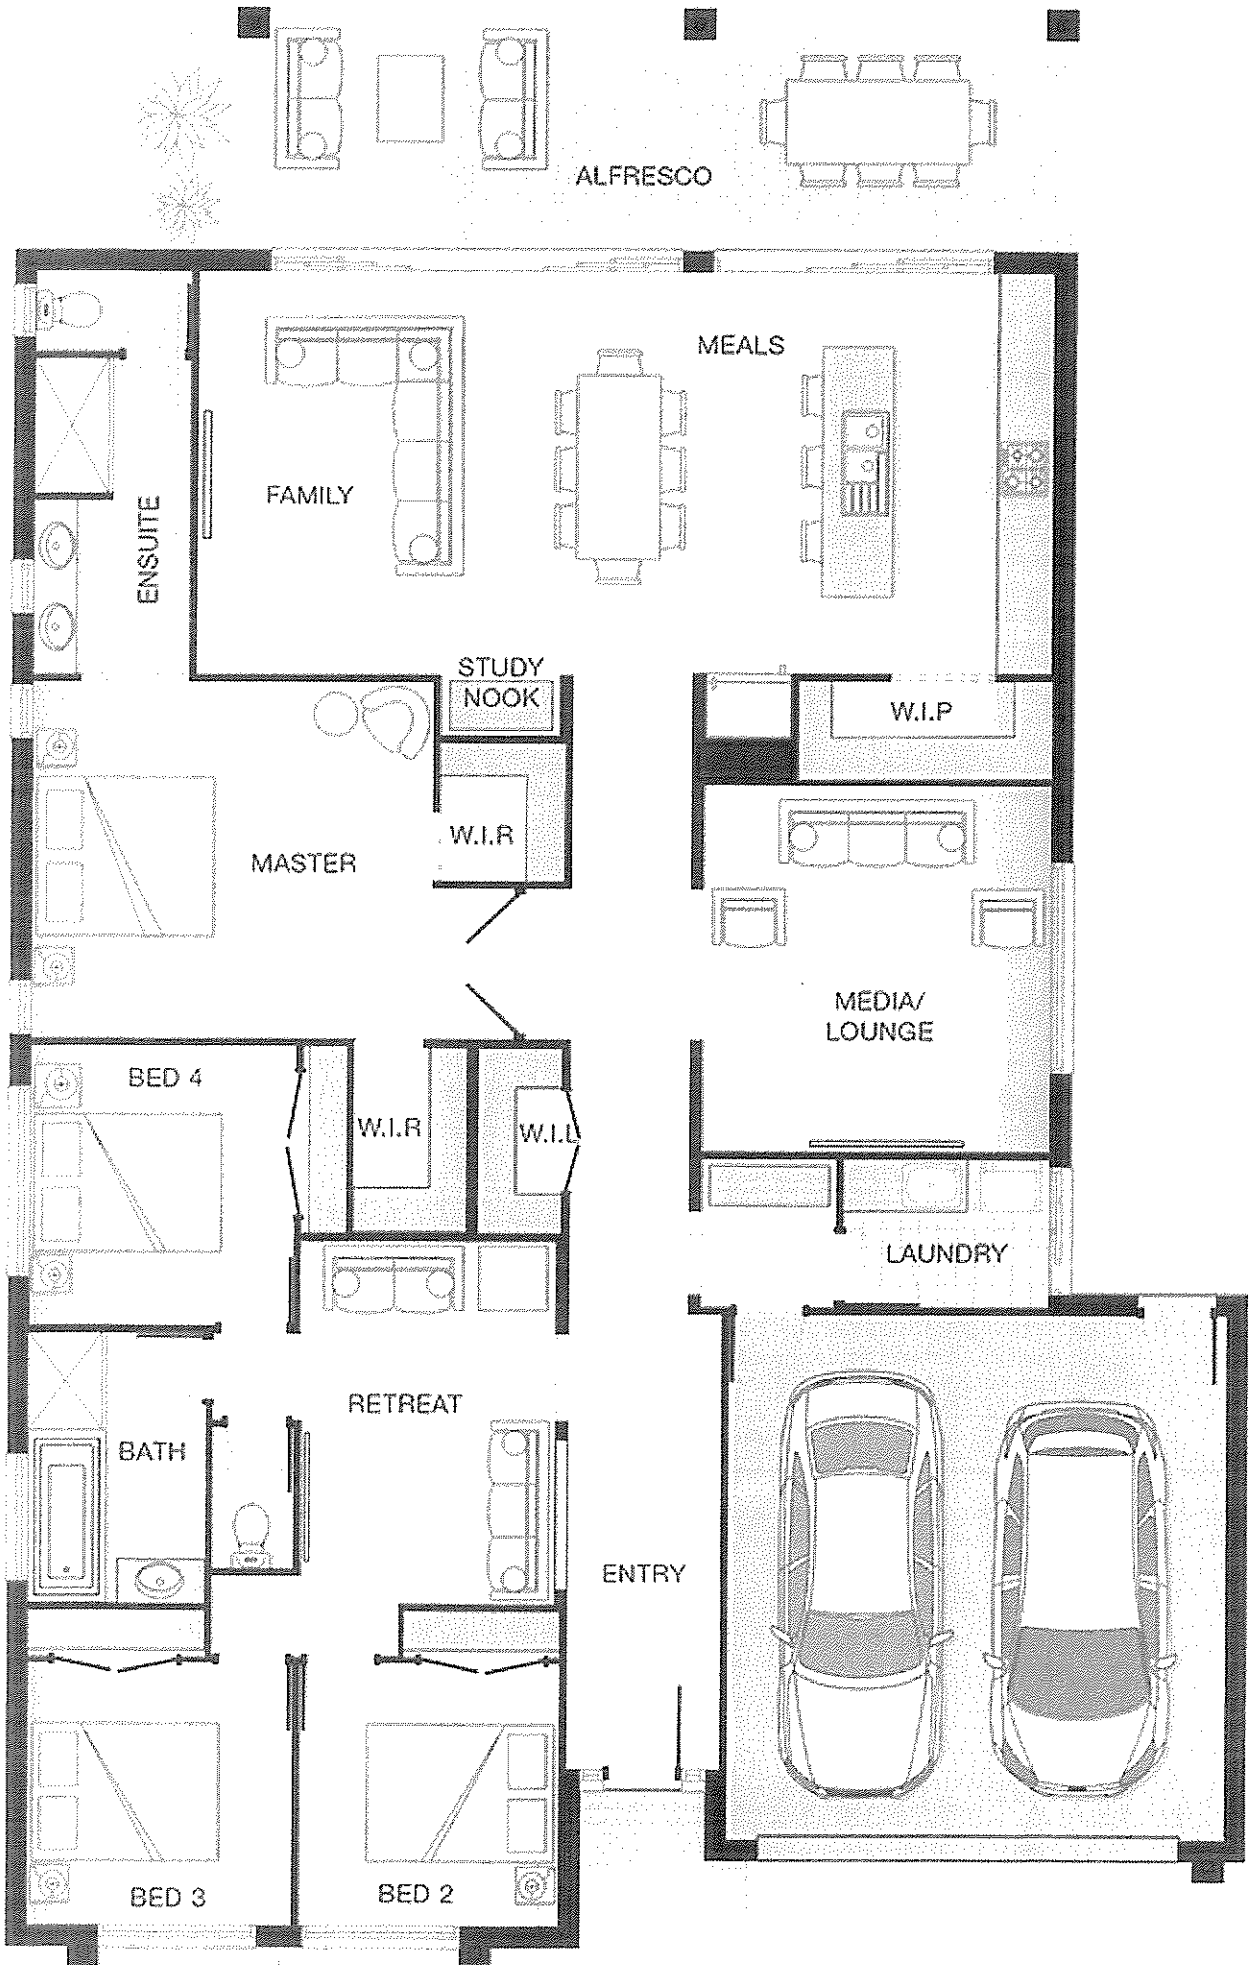 ALFRESCO
MEALS
FAMILY
ENSUITE
STUDY
NOOK
W.I.P
W.I.R
MASTER
MEDIA/
LOUNGE
BED 4
W.I.R
W.I.L
LAUNDRY
RETREAT
BATH
ENTRY
BED 3
BED 2